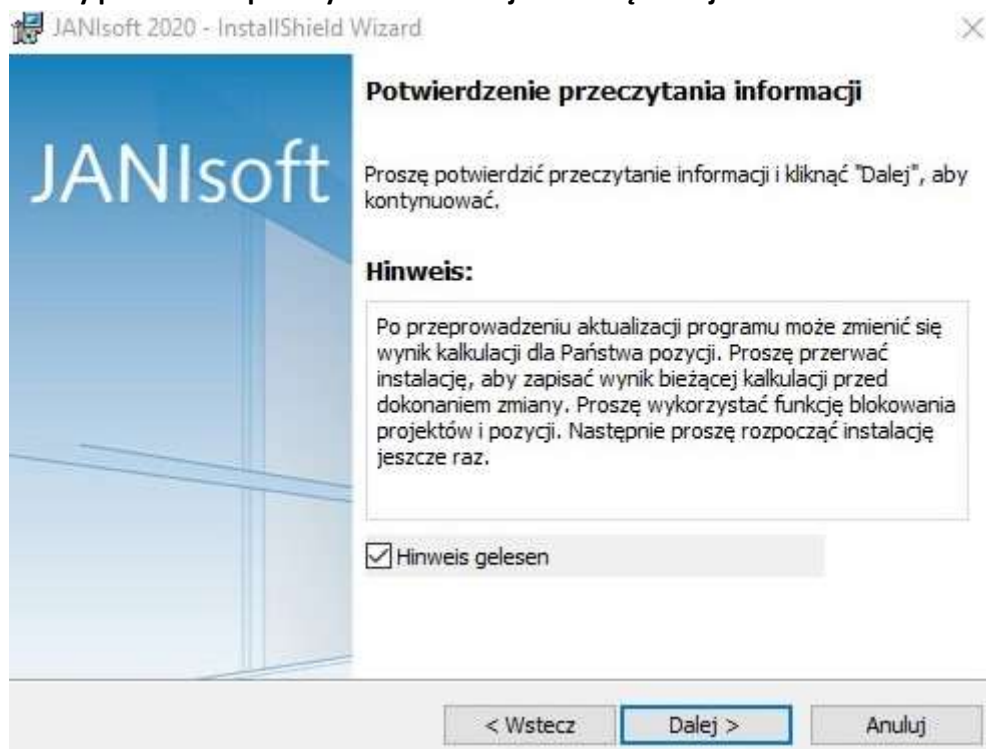 JANIsoft 2020 - InstallShield Wizard
JANIsoft
Potwierdzenie przeczytania informacji
Proszę potwierdzić przeczytanie informacji i kliknąć "Dalej", aby
kontynuować.
Hinweis:
Po przeprowadzeniu aktualizacji programu może zmienić się
wynik kalkulacji dla Państwa pozycji. Proszę przerwać
instalację, aby zapisać wynik bieżącej kalkulacji przed
dokonaniem zmiany. Proszę wykorzystać funkcję blokowania
projektów i pozycji. Następnie proszę rozpocząć instalację
jeszcze raz.
Hinweis gelesen
< Wstecz
Dalej >
Anuluj